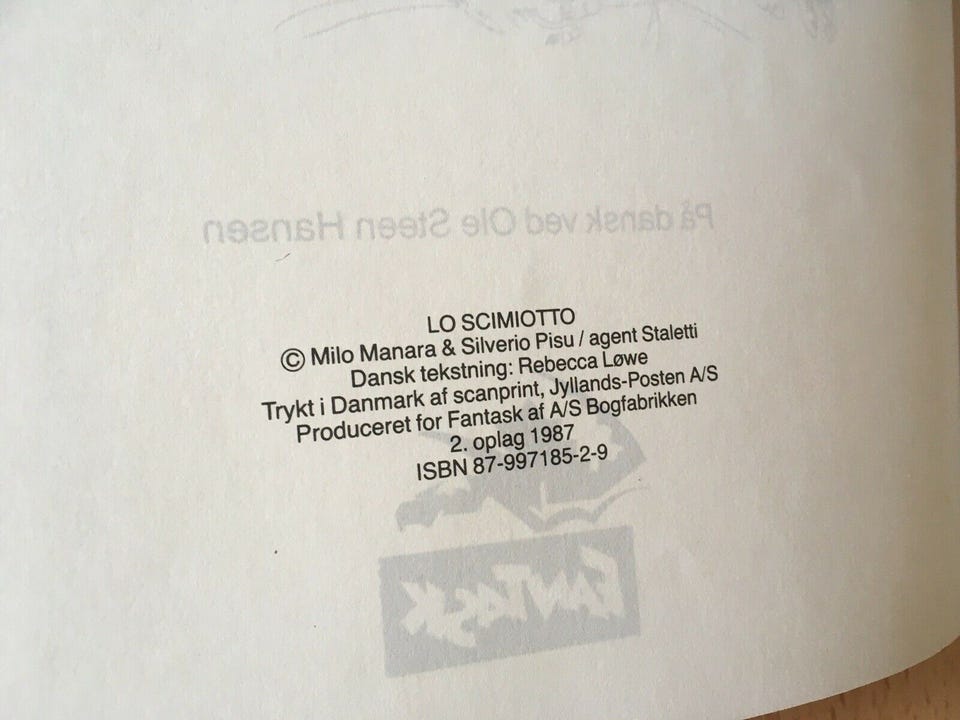 På dansk ved Ole Steen Hansen
LO SCIMIOTTO
© Milo Manara & Silverio Pisu / agent Staletti
Dansk tekstning: Rebecca Løwe
Trykt i Danmark af scanprint, Jyllands-Posten A/S
Produceret for Fantask af A/S Bogfabrikken
2. oplag 1987
ISBN 87-997185-2-9
FANTASK